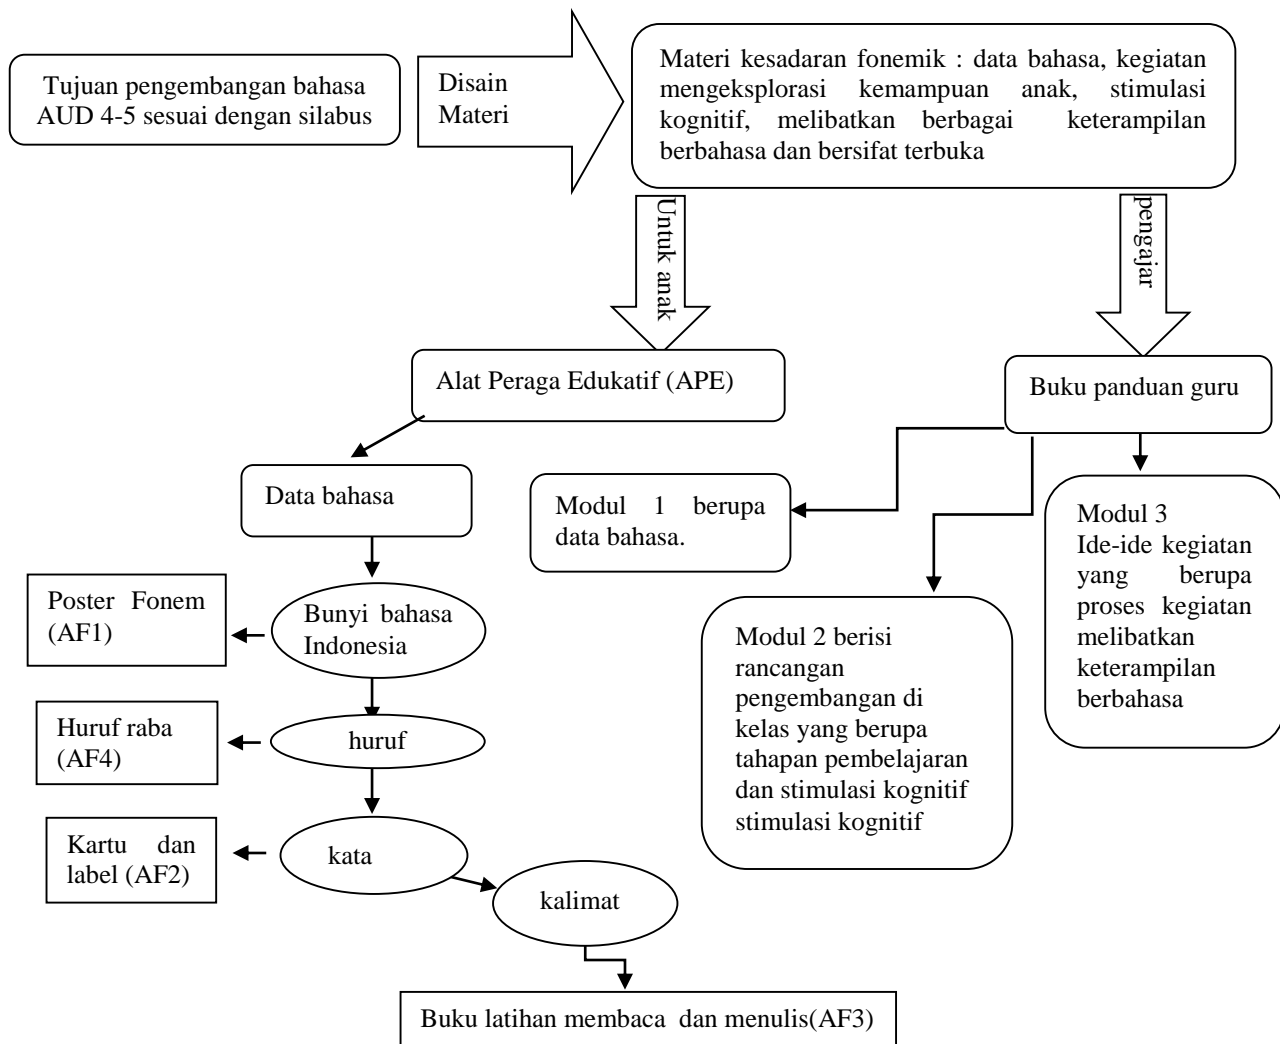 Tujuan pengembangan bahasa
AUD 4-5 sesuai dengan silabus
Disain
Materi
Materi kesadaran fonemik : data bahasa, kegiatan
mengeksplorasi kemampuan anak, stimulasi
kognitif, melibatkan berbagai keterampilan
berbahasa dan bersifat terbuka
Untuk anak
pengajar
Alat Peraga Edukatif (APE)
Buku panduan guru
Data bahasa
Modul 1 berupa
data bahasa.
Modul 3
Ide-ide kegiatan
yang berupa
proses kegiatan
melibatkan
keterampilan
berbahasa
Poster Fonem
(AF1)
Bunyi bahasa
Indonesia
Modul 2 berisi
rancangan
pengembangan di
kelas yang berupa
tahapan pembelajaran
dan stimulasi kognitif
stimulasi kognitif
Huruf raba
(AF4)
huruf
Kartu dan
label (AF2)
kata
kalimat
Buku latihan membaca dan menulis(AF3)